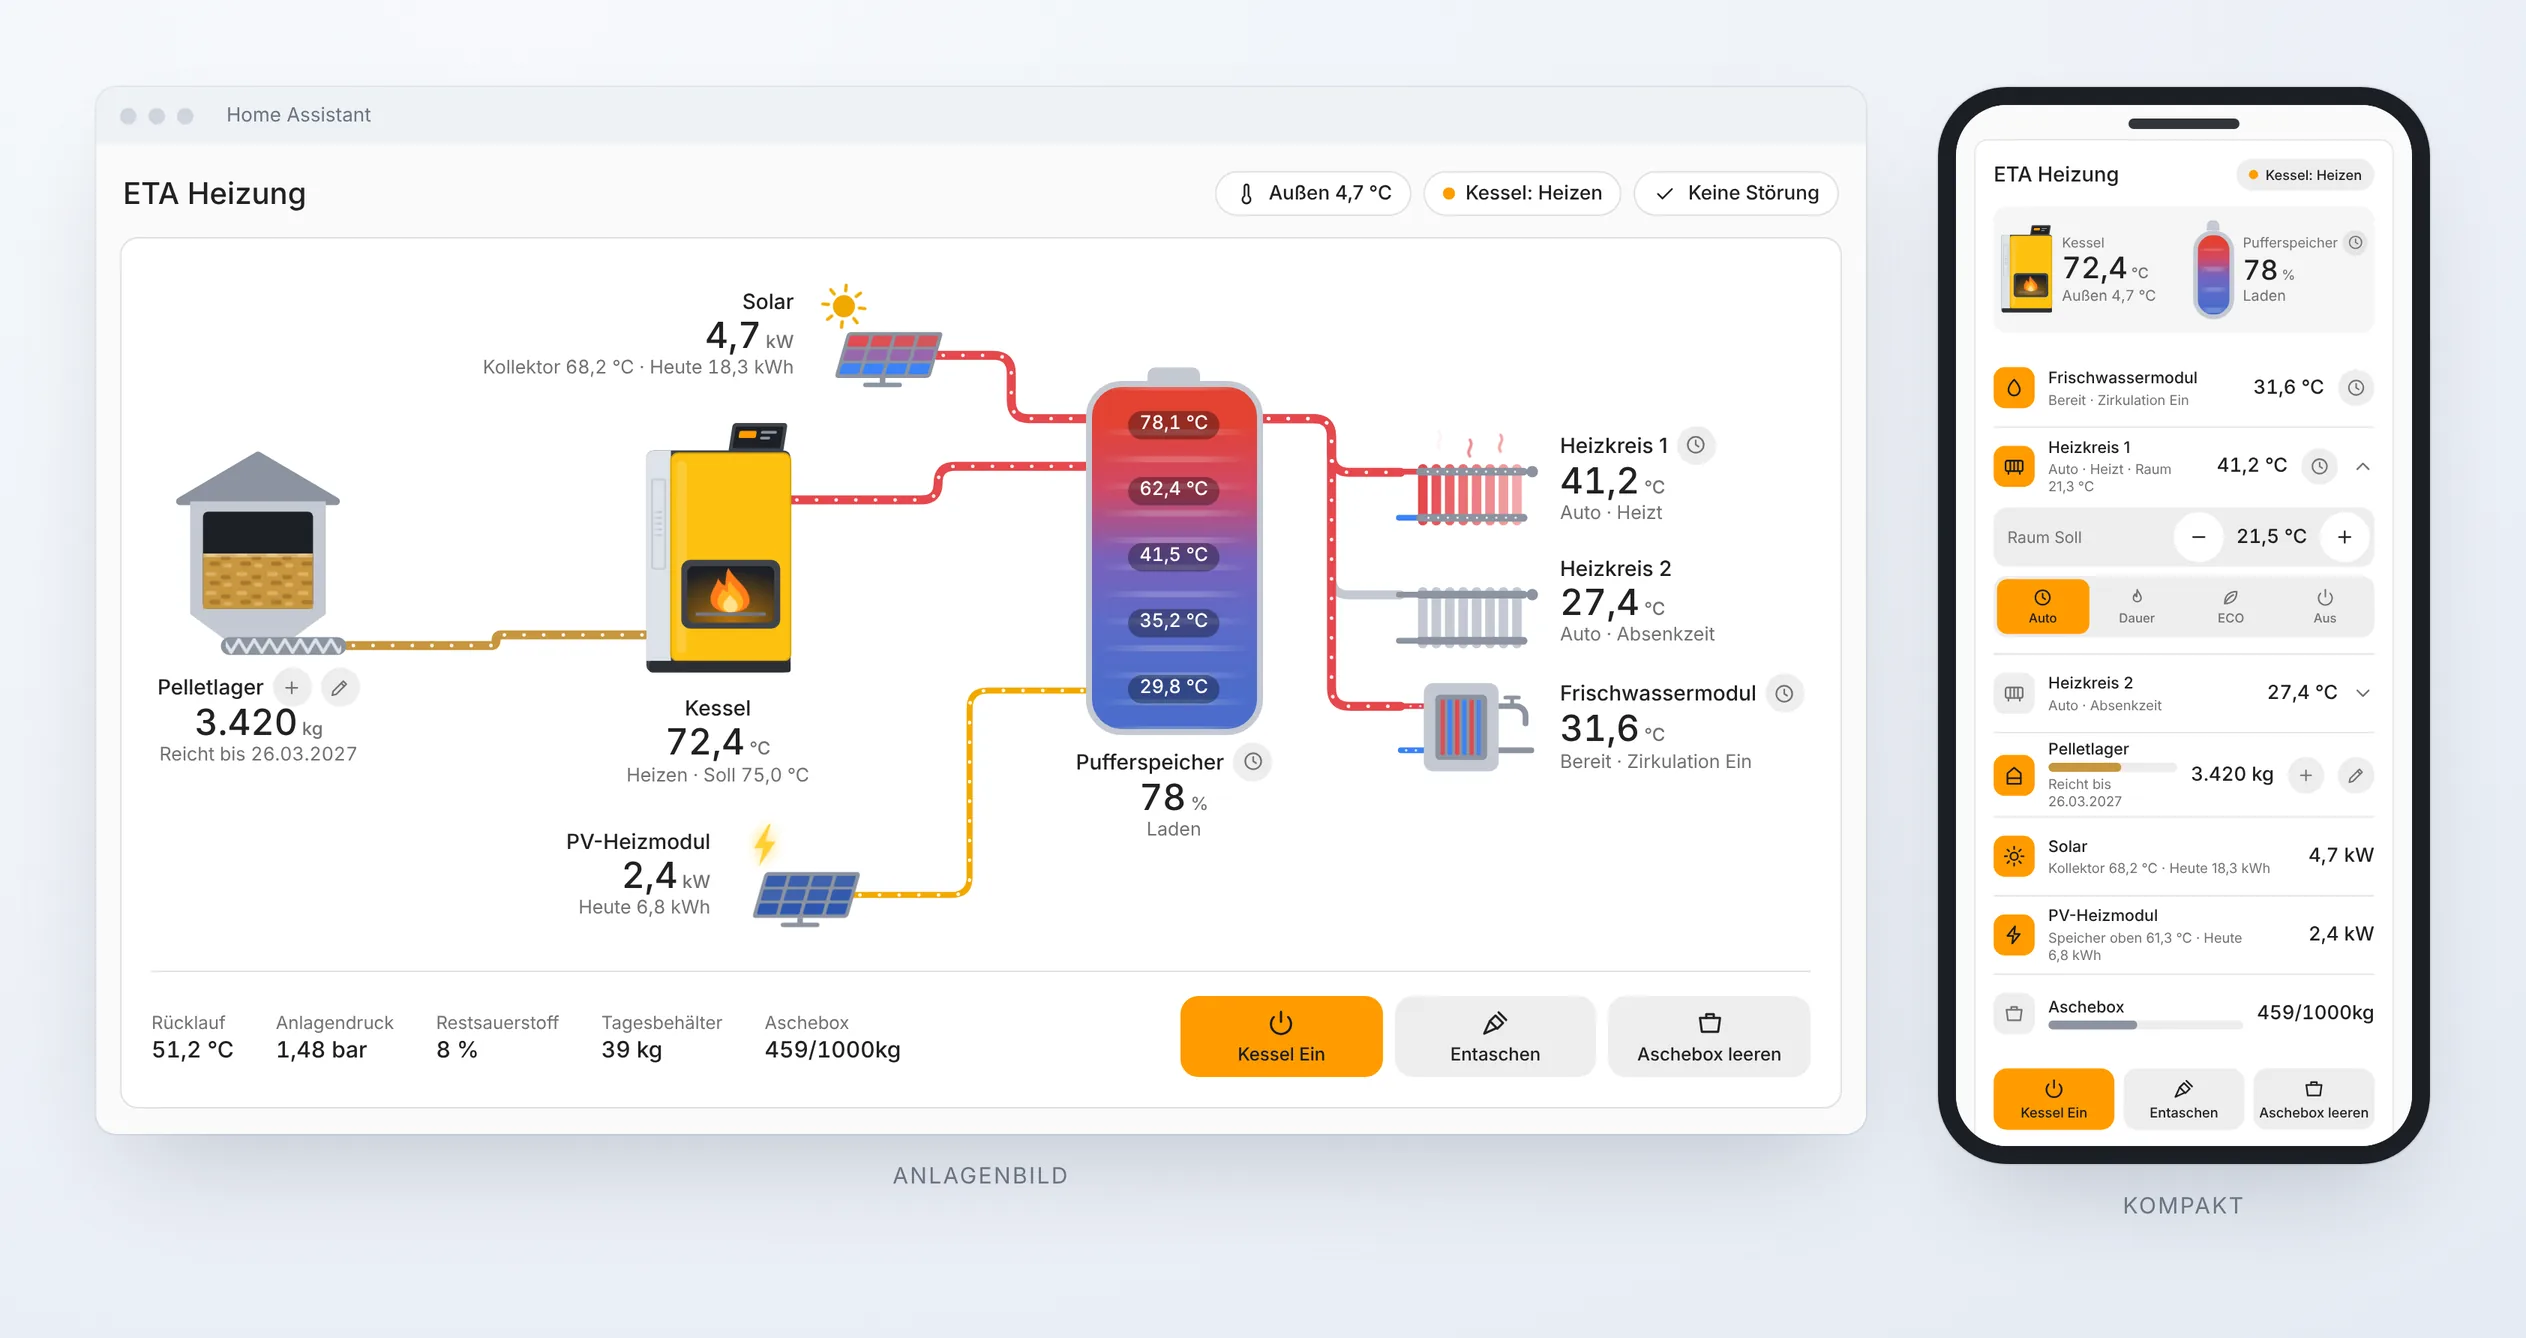 Home Assistant
ETA Heizung
Außen 4,7 °C
Kessel: Heizen
Keine Störung
Solar
4,7 kW
Kollektor 68,2 °C · Heute 18,3 kWh
Pelletlager
3.420 kg
Reicht bis 26.03.2027
Kessel
72,4 °C
Heizen · Soll 75,0 °C
PV-Heizmodul
2,4 kW
Heute 6,8 kWh
78,1 °C
62,4 °C
41,5 °C
35,2 °C
29,8 °C
Pufferspeicher
78 %
Laden
Heizkreis 1
41,2 °C
Auto · Heizt
Heizkreis 2
27,4 °C
Auto · Absenkzeit
Frischwassermodul
31,6 °C
Bereit · Zirkulation Ein
Rücklauf
51,2 °C
Anlagendruck
1,48 bar
Restsauerstoff
8 %
Tagesbehälter
39 kg
Aschebox
459/1000kg
Kessel Ein
Entaschen
Aschebox leeren
ANLAGENBILD
ETA Heizung
Kessel: Heizen
Kessel
72,4 °C
Außen 4,7 °C
Pufferspeicher
78 %
Laden
Frischwassermodul
Bereit · Zirkulation Ein
31,6 °C
Heizkreis 1
Auto · Heizt · Raum
21,3 °C
41,2 °C
Raum Soll
21,5 °C
Auto
Dauer
ECO
Aus
Heizkreis 2
Auto · Absenkzeit
27,4 °C
Pelletlager
Reicht bis
26.03.2027
3.420 kg
Solar
Kollektor 68,2 °C · Heute 18,3 kWh
4,7 kW
PV-Heizmodul
Speicher oben 61,3 °C · Heute
6,8 kWh
2,4 kW
Aschebox
459/1000kg
Kessel Ein
Entaschen
Aschebox leeren
KOMPAKT